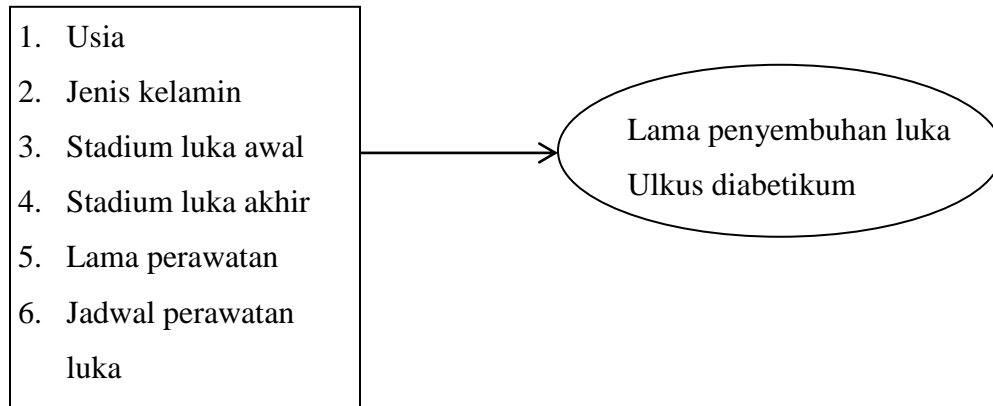 1. Usia
2. Jenis kelamin
3. Stadium luka awal
4. Stadium luka akhir
5. Lama perawatan
6. Jadwal perawatan
luka
Lama penyembuhan luka
Ulkus diabetikum